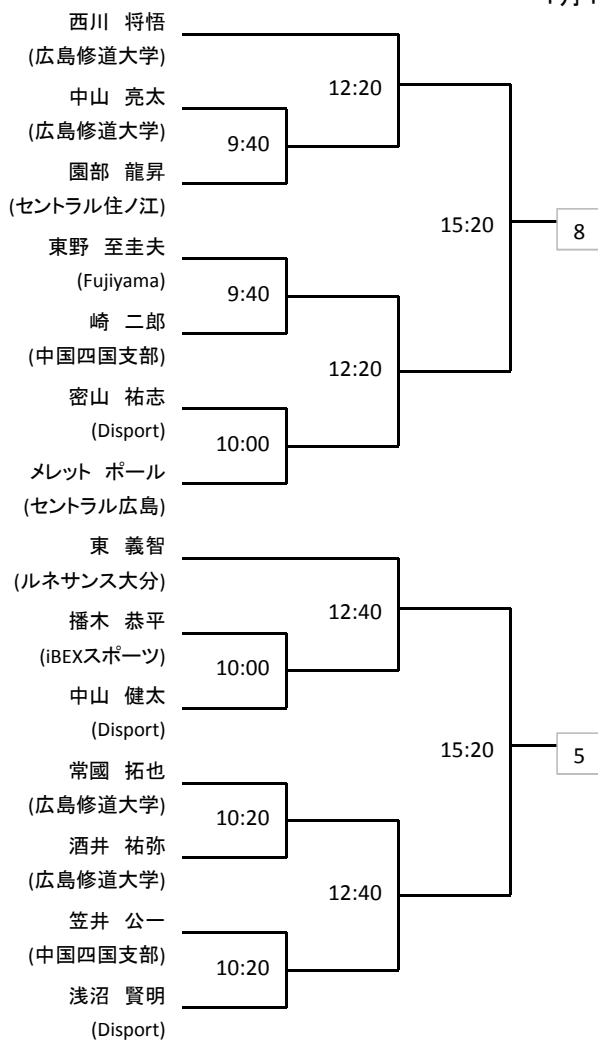 1月1
西川 将悟
(広島修道大学)
12:20
中山 亮太
(広島修道大学)
9:40
園部 龍昇
(セントラル住ノ江)
15:20
8
東野 至圭夫
(Fujiyama)
9:40
崎 二郎
(中国四国支部)
12:20
密山 祐志
(Disport)
10:00
メレット ポール
(セントラル広島)
東 義智
(ルネサンス大分)
12:40
播木 恭平
(iBEXスポーツ)
10:00
中山 健太
(Disport)
15:20
5
常國 拓也
(広島修道大学)
10:20
酒井 祐弥
(広島修道大学)
12:40
笠井 公一
(中国四国支部)
10:20
浅沼 賢明
(Disport)